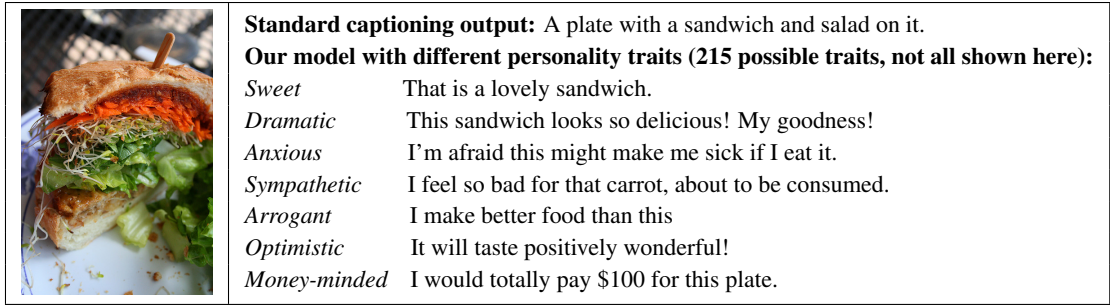 Standard captioning output: A plate with a sandwich and salad on it.
Our model with different personality traits (215 possible traits, not all shown here):
Sweet That is a lovely sandwich.
Dramatic This sandwich looks so delicious! My goodness!
Anxious I'm afraid this might make me sick if I eat it.
Sympathetic I feel so bad for that carrot, about to be consumed.
Arrogant I make better food than this
Optimistic It will taste positively wonderful!
Money-minded I would totally pay $100 for this plate.